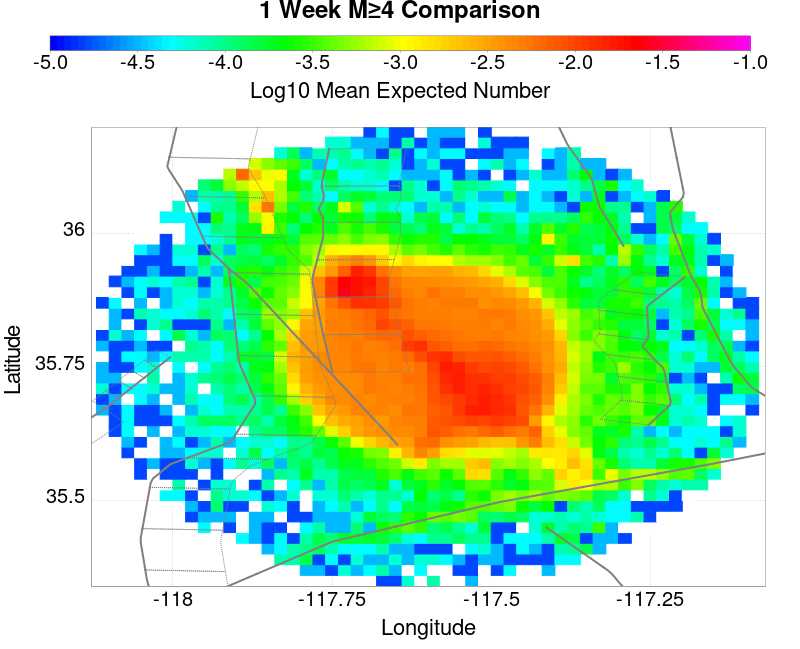 1 Week M≥4 Comparison
-5.0 -4.5 -4.0 -3.5 -3.0 -2.5 -2.0 -1.5 -1.0
Log10 Mean Expected Number
36
35.75
35.5
Latitude
-118 -117.75 -117.5 -117.25
Longitude